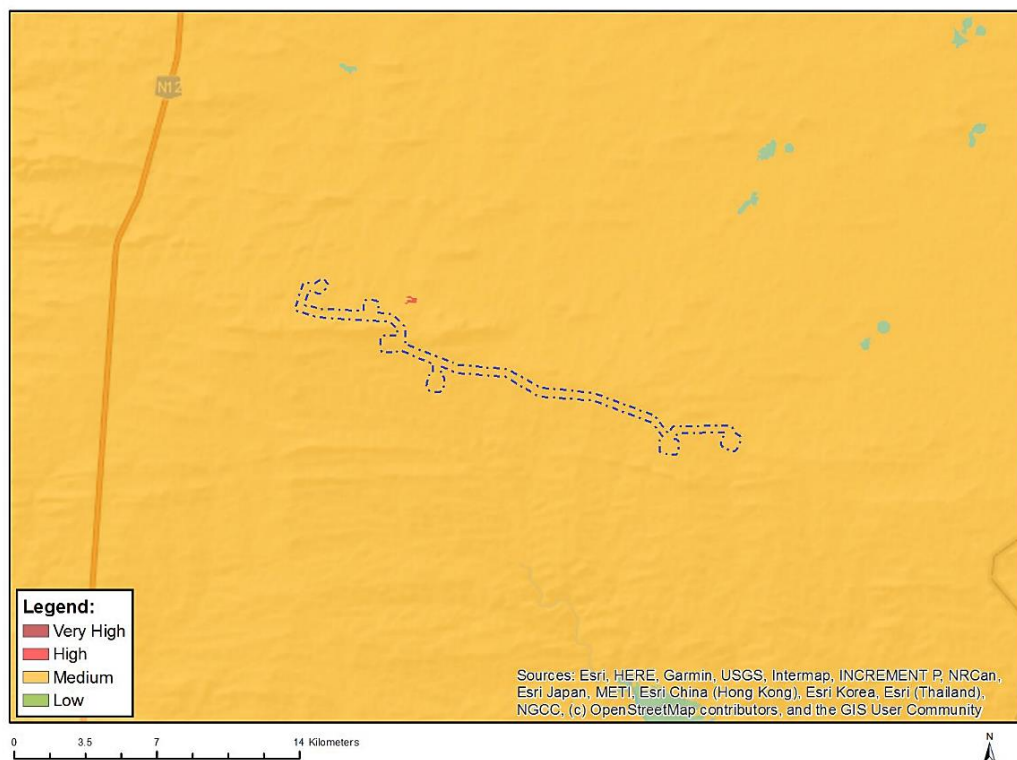 N12
Legend:
Very High
High
Medium
Low
Sources: Esri, HERE, Garmin, USGS, Intermap, INCREMENT P, NRCan,
Esri Japan, METI, Esri China (Hong Kong), Esri Korea, Esri (Thailand),
NGCC, (c) OpenStreetMap contributors, and the GIS User Community
0 3.5 7 14 Kilometers
N